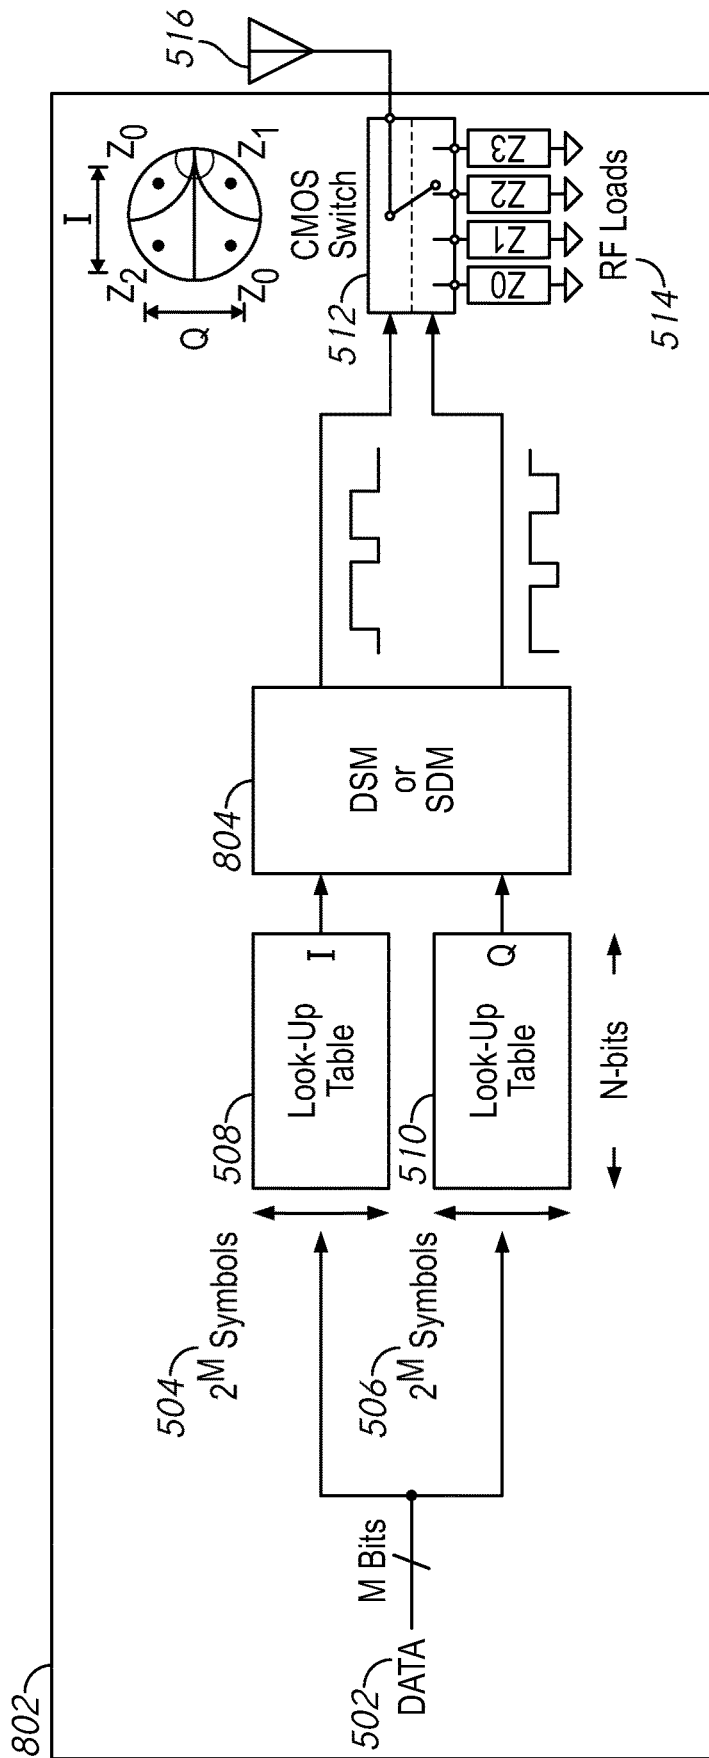 802
502
DATA
M Bits
504
2^M Symbols
506
2^M Symbols
508
Look-Up
Table
I
510
Look-Up
Table
Q
N-bits
804
DSM
or
SDM
512
CMOS
Switch
Z0
Z1
Z2
Z3
RF Loads
514
516
I
Q
Z2
Z0
Z0
Z1